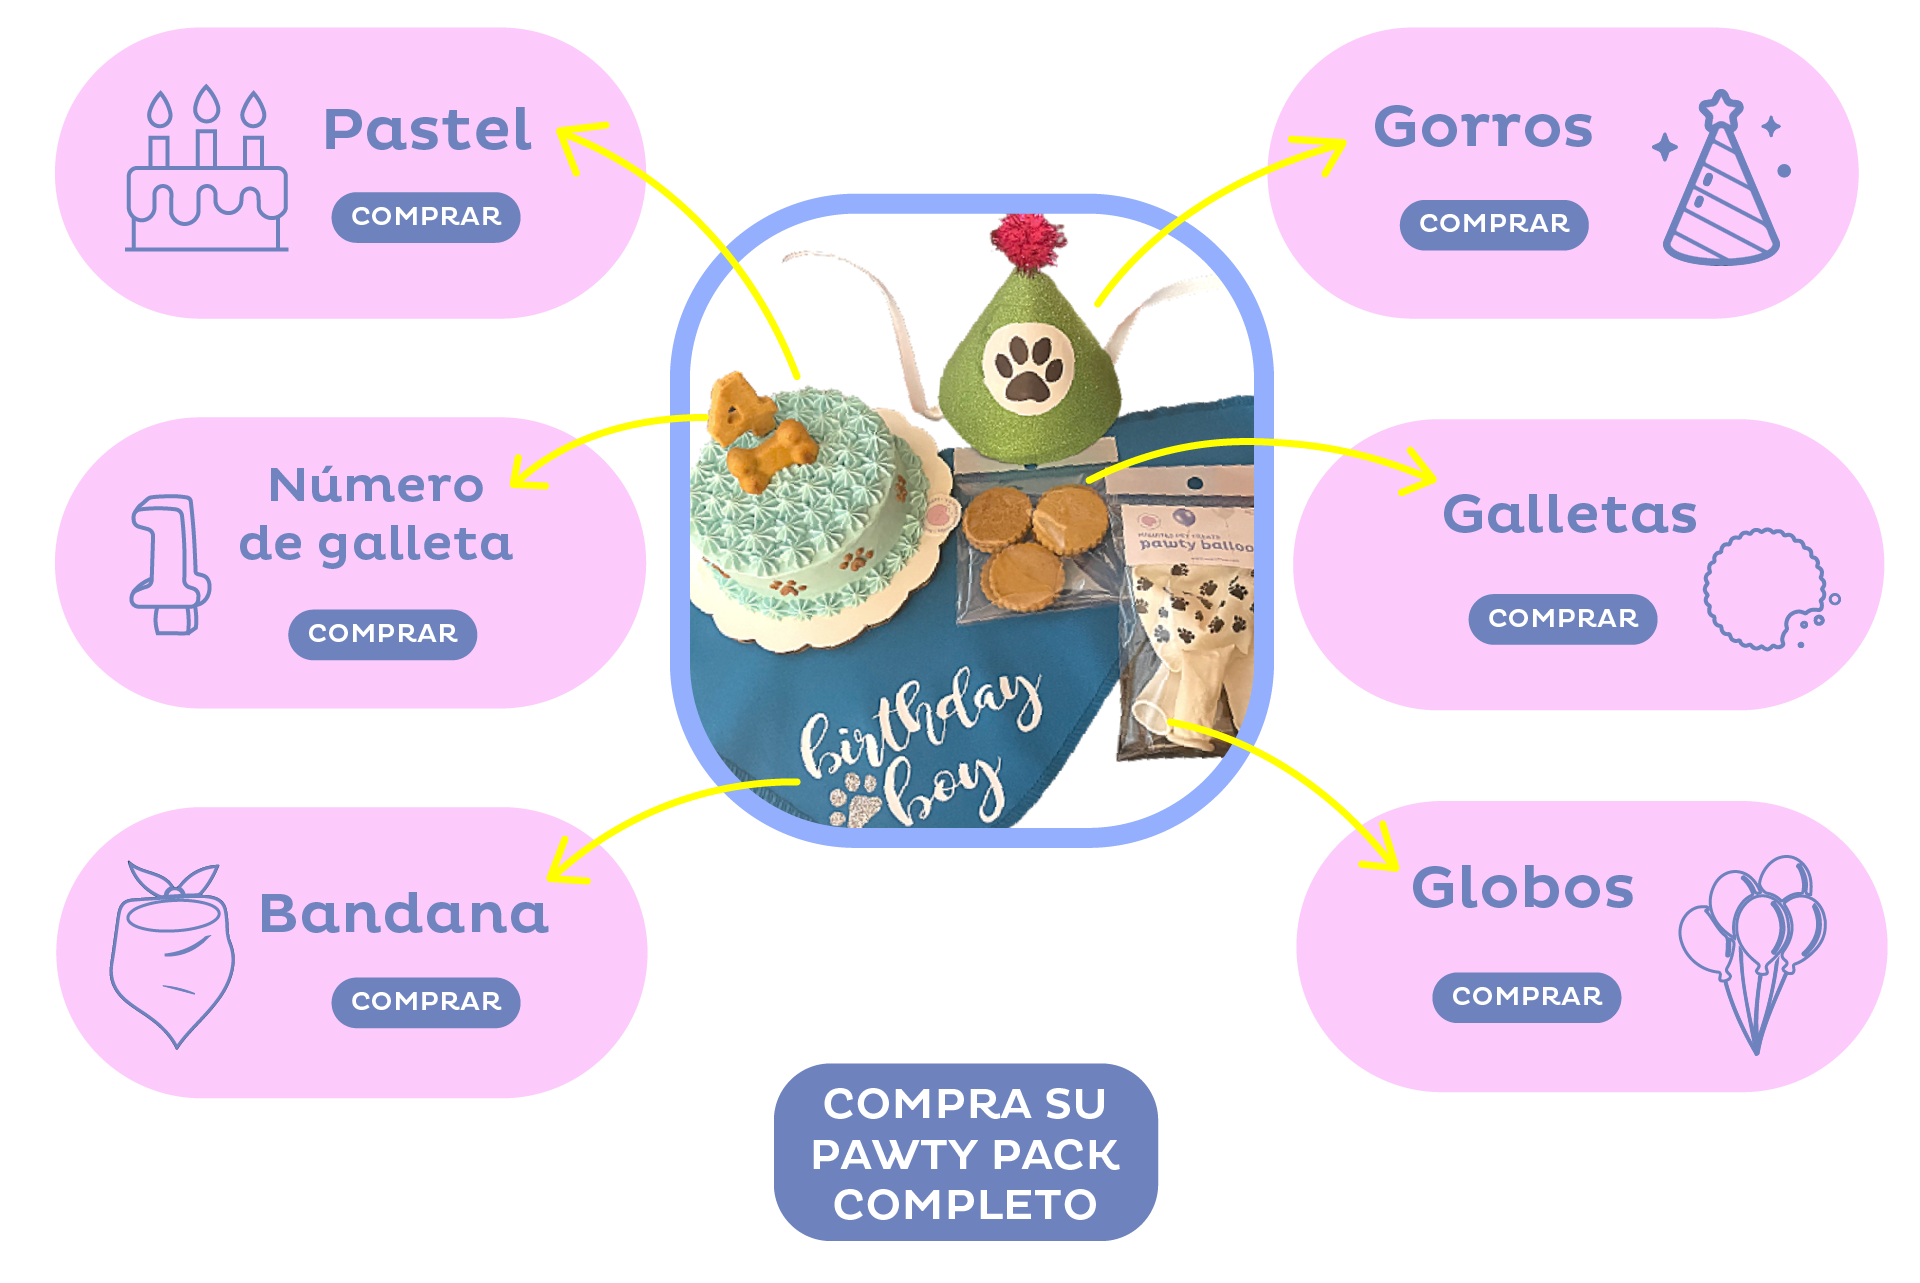 Pastel
COMPRAR
Número
de galleta
COMPRAR
Bandana
COMPRAR
Gorros
COMPRAR
Galletas
COMPRAR
Globos
COMPRAR
pawty balloo
birthday
boy
COMPRA SU
PAWTY PACK
COMPLETO